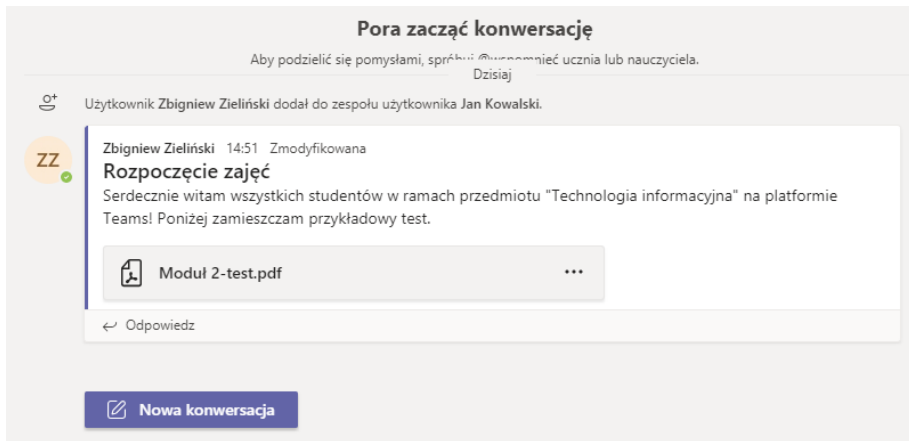 Pora zacząć konwersację
Aby podzielić się pomysłami, spróbuj @wspomnieć ucznia lub nauczyciela.
Dzisiaj
Użytkownik Zbigniew Zieliński dodał do zespołu użytkownika Jan Kowalski.
ZZ
Zbigniew Zieliński 14:51 Zmodyfikowana
Rozpoczęcie zajęć
Serdecznie witam wszystkich studentów w ramach przedmiotu "Technologia informacyjna" na platformie
Teams! Poniżej zamieszczam przykładowy test.
Moduł 2-test.pdf
Odpowiedz
Nowa konwersacja